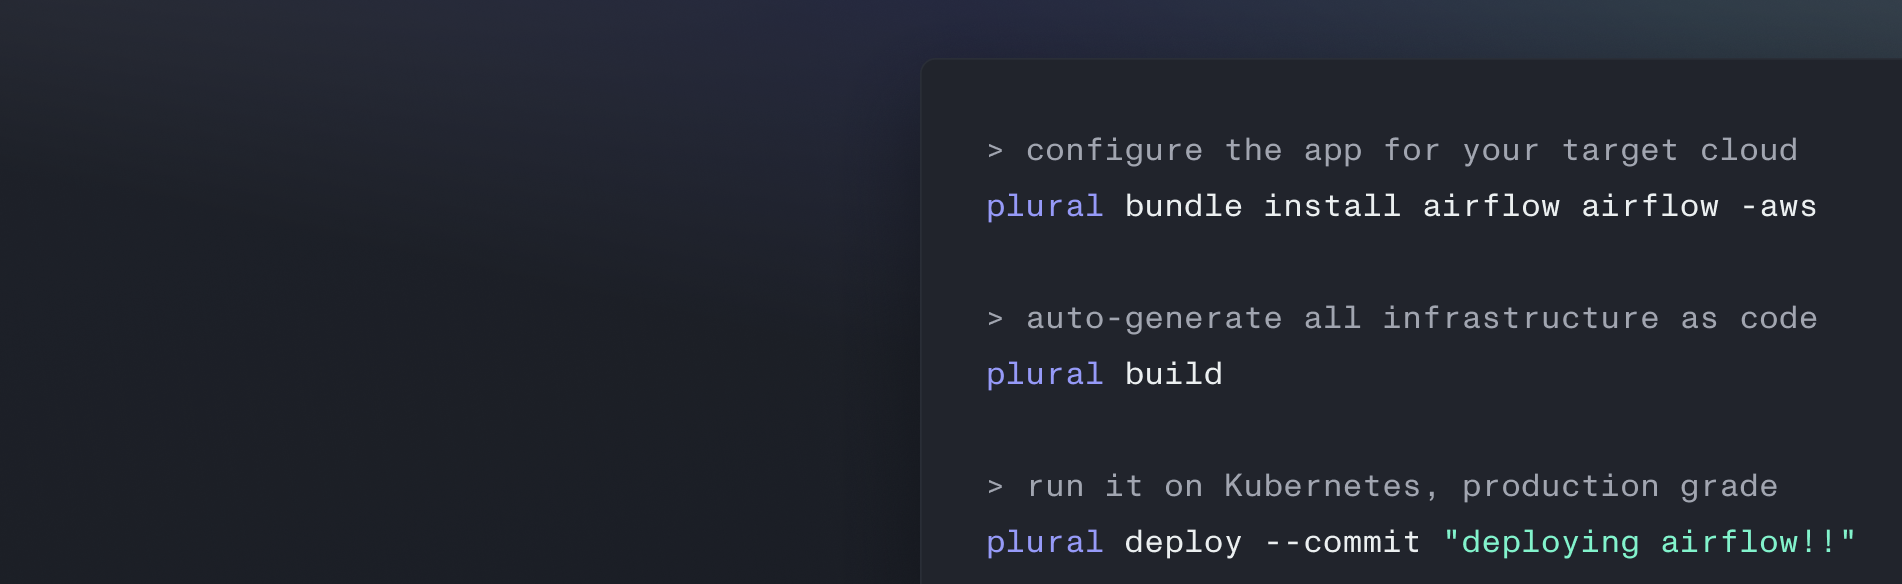 > configure the app for your target cloud
plural bundle install airflow airflow -aws
> auto-generate all infrastructure as code
plural build
> run it on Kubernetes, production grade
plural deploy --commit "deploying airflow!!"